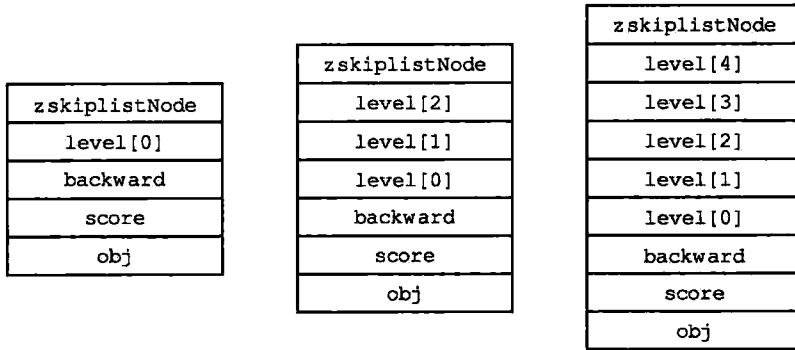 zskiplistNode
level[0]
backward
score
obj
zskiplistNode
level[2]
level[1]
level[0]
backward
score
obj
zskiplistNode
level[4]
level[3]
level[2]
level[1]
level[0]
backward
score
obj